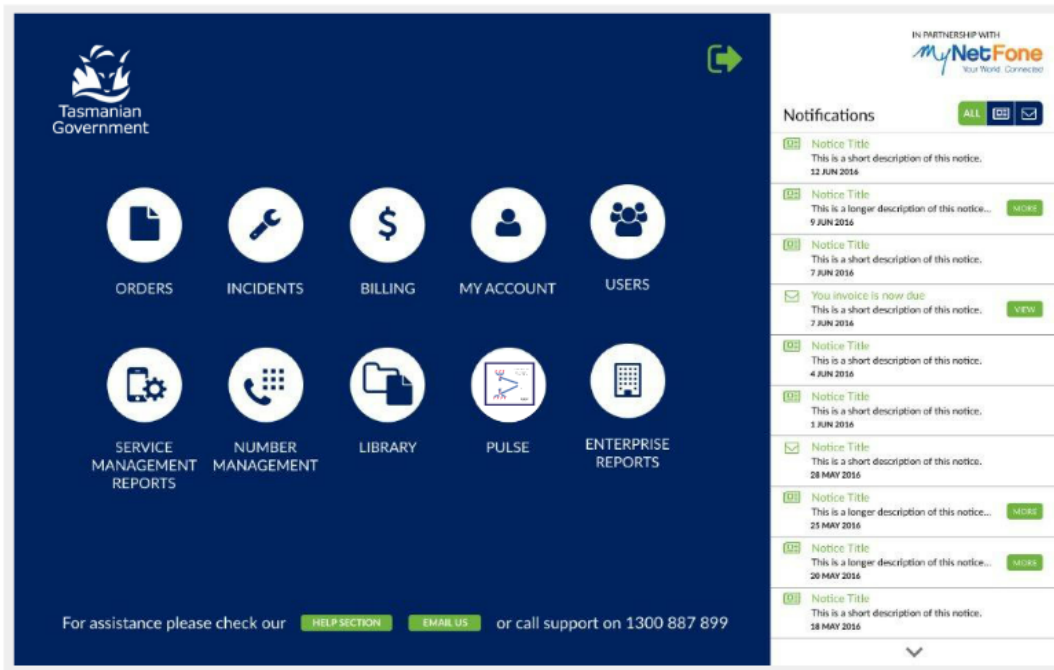 Tasmanian
Government
ORDERS
INCIDENTS
BILLING
MY ACCOUNT
USERS
SERVICE
MANAGEMENT
REPORTS
NUMBER
MANAGEMENT
LIBRARY
PULSE
ENTERPRISE
REPORTS
For assistance please check our HELP SECTION EMAIL US or call support on 1300 887 899
IN PARTNERSHIP WITH
MyNetFone
Your World. Connected
Notifications ALL
Notice Title
This is a short description of this notice.
12 JUN 2016
Notice Title
This is a longer description of this notice... MORE
9 JUN 2016
Notice Title
This is a short description of this notice.
7 JUN 2016
You invoice is now due
This is a short description of this notice. VIEW
7 JUN 2016
Notice Title
This is a short description of this notice.
4 JUN 2016
Notice Title
This is a short description of this notice.
1 JUN 2016
Notice Title
This is a short description of this notice.
28 MAY 2016
Notice Title
This is a longer description of this notice... MORE
25 MAY 2016
Notice Title
This is a longer description of this notice... MORE
20 MAY 2016
Notice Title
This is a short description of this notice.
18 MAY 2016